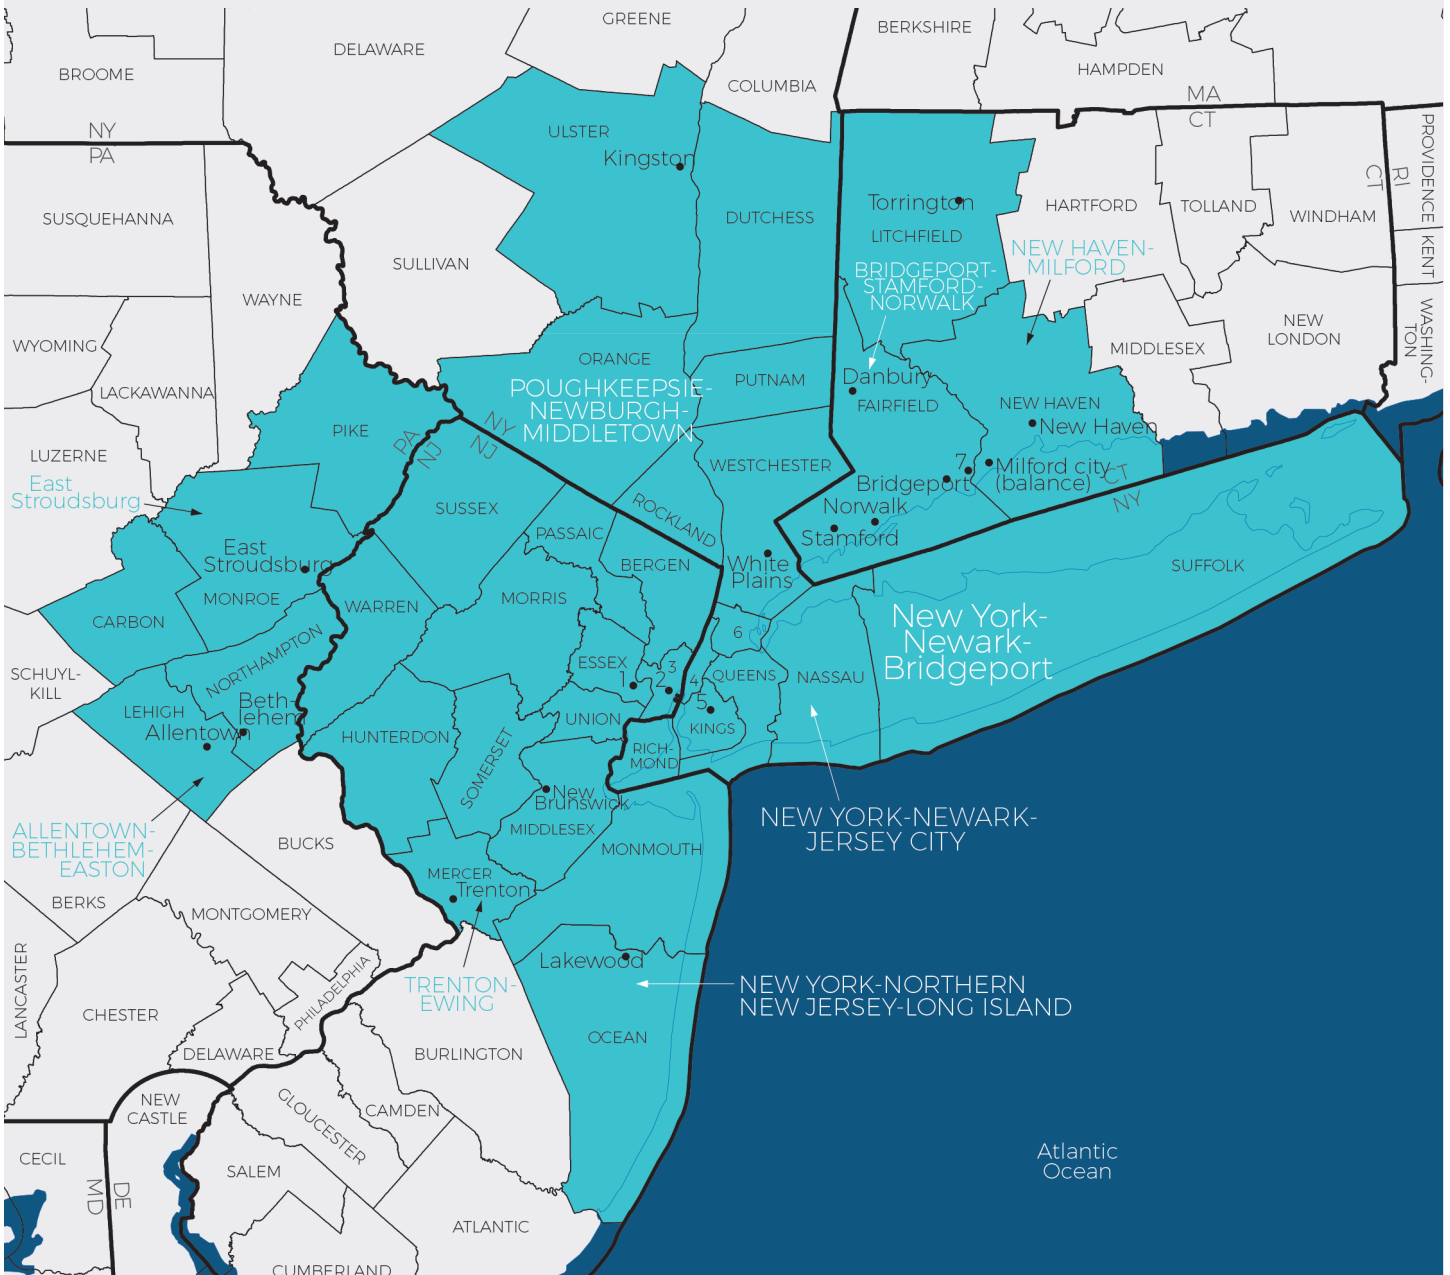 GREENE
BERKSHIRE
DELAWARE
BROOME
HAMPDEN
COLUMBIA
MA
CT
NY
PA
ULSTER
Kingston
PROVIDENCE
RI
CT
Torrington
LITCHFIELD
HARTFORD
TOLLAND
WINDHAM
SUSQUEHANNA
DUTCHESS
NEW HAVEN-
MILFORD
KENT
SULLIVAN
BRIDGEPORT-
STAMFORD-
NORWALK
WAYNE
WASHING-
TON
NEW
LONDON
WYOMING
ORANGE
MIDDLESEX
LACKAWANNA
POUGHKEEPSIE-
NEWBURGH-
MIDDLETOWN
PUTNAM
Danbury
FAIRFIELD
NEW HAVEN
New Haven
PIKE
PA
NJ
NY
NJ
LUZERNE
East
Stroudsburg
WESTCHESTER
7
Milford city
(balance)
CT
NY
Bridgeport
Norwalk
Stamford
SUSSEX
ROCKLAND
PASSAIC
BERGEN
White
Plains
SUFFOLK
East
Stroudsburg
MONROE
WARREN
MORRIS
CARBON
New York-
Newark-
Bridgeport
6
NORTHAMPTON
ESSEX
1
2
3
4
5
QUEENS
NASSAU
SCHUYL-
KILL
LEHIGH
Allentown
Beth-
lehem
HUNTERDON
SOMERSET
UNION
KINGS
RICH-
MOND
New
Brunswick
MIDDLESEX
NEW YORK-NEWARK-
JERSEY CITY
ALLENTOWN-
BETHLEHEM-
EASTON
BUCKS
MONMOUTH
MERCER
Trenton
BERKS
MONTGOMERY
LANCASTER
Lakewood
TRENTON-
EWING
NEW YORK-NORTHERN
NEW JERSEY-LONG ISLAND
PHILADELPHIA
CHESTER
OCEAN
DELAWARE
BURLINGTON
NEW
CASTLE
GLOUCESTER
CAMDEN
CECIL
MD
DE
SALEM
Atlantic
Ocean
ATLANTIC
CUMBERLAND